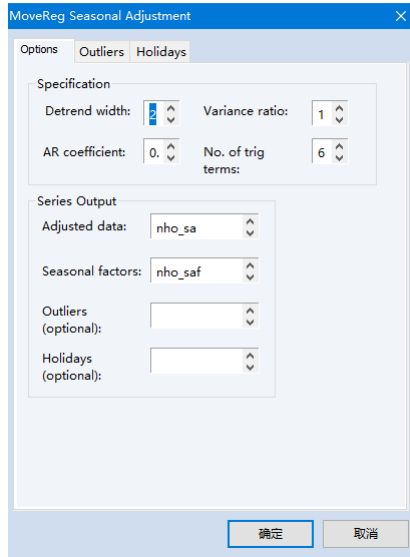 MoveReg Seasonal Adjustment
Options Outliers Holidays
Specification
Detrend width: 2 Variance ratio: 1
AR coefficient: 0. No. of trig terms: 6
Series Output
Adjusted data: nho_sa
Seasonal factors: nho_saf
Outliers
(optional):
Holidays
(optional):
确定 取消